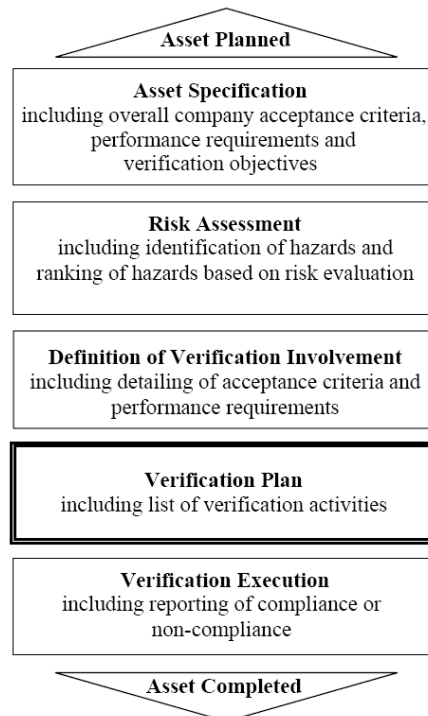 Asset Planned
Asset Specification
including overall company acceptance criteria,
performance requirements and
verification objectives
Risk Assessment
including identification of hazards and
ranking of hazards based on risk evaluation
Definition of Verification Involvement
including detailing of acceptance criteria and
performance requirements
Verification Plan
including list of verification activities
Verification Execution
including reporting of compliance or
non-compliance
Asset Completed